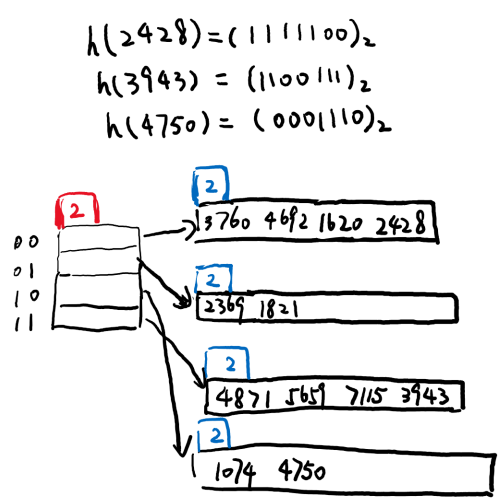 h(2428)=(1111100)₂
h(3943) = (1100111)₂
h(4750) = (0001110)₂
2
2
00
3760 4692 1620 2428
01
2
10
2369 1821
11
2
4871 5659 7115 3943
2
1074 4750